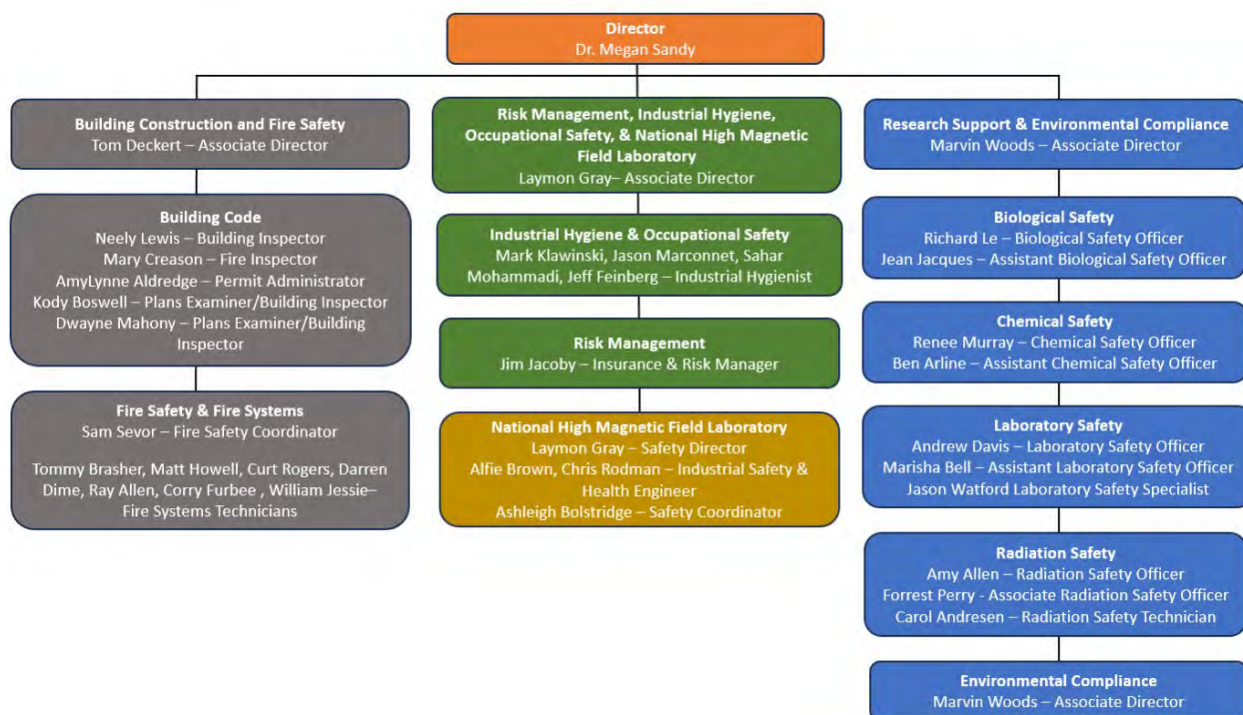 Director
Dr. Megan Sandy
Building Construction and Fire Safety
Tom Deckert – Associate Director
Building Code
Neely Lewis – Building Inspector
Mary Creason – Fire Inspector
AmyLynne Aldredge – Permit Administrator
Kody Boswell – Plans Examiner/Building Inspector
Dwayne Mahony – Plans Examiner/Building
Inspector
Fire Safety & Fire Systems
Sam Sevor – Fire Safety Coordinator
Tommy Brasher, Matt Howell, Curt Rogers, Darren
Dime, Ray Allen, Corry Furbee , William Jessie–
Fire Systems Technicians
Risk Management, Industrial Hygiene,
Occupational Safety, & National High Magnetic
Field Laboratory
Laymon Gray– Associate Director
Industrial Hygiene & Occupational Safety
Mark Klawinski, Jason Marconnet, Sahar
Mohammadi, Jeff Feinberg – Industrial Hygienist
Risk Management
Jim Jacoby – Insurance & Risk Manager
National High Magnetic Field Laboratory
Laymon Gray – Safety Director
Alfie Brown, Chris Rodman – Industrial Safety &
Health Engineer
Ashleigh Bolstridge – Safety Coordinator
Research Support & Environmental Compliance
Marvin Woods – Associate Director
Biological Safety
Richard Le – Biological Safety Officer
Jean Jacques – Assistant Biological Safety Officer
Chemical Safety
Renee Murray – Chemical Safety Officer
Ben Arline – Assistant Chemical Safety Officer
Laboratory Safety
Andrew Davis – Laboratory Safety Officer
Marisha Bell – Assistant Laboratory Safety Officer
Jason Watford Laboratory Safety Specialist
Radiation Safety
Amy Allen – Radiation Safety Officer
Forrest Perry - Associate Radiation Safety Officer
Carol Andresen – Radiation Safety Technician
Environmental Compliance
Marvin Woods – Associate Director